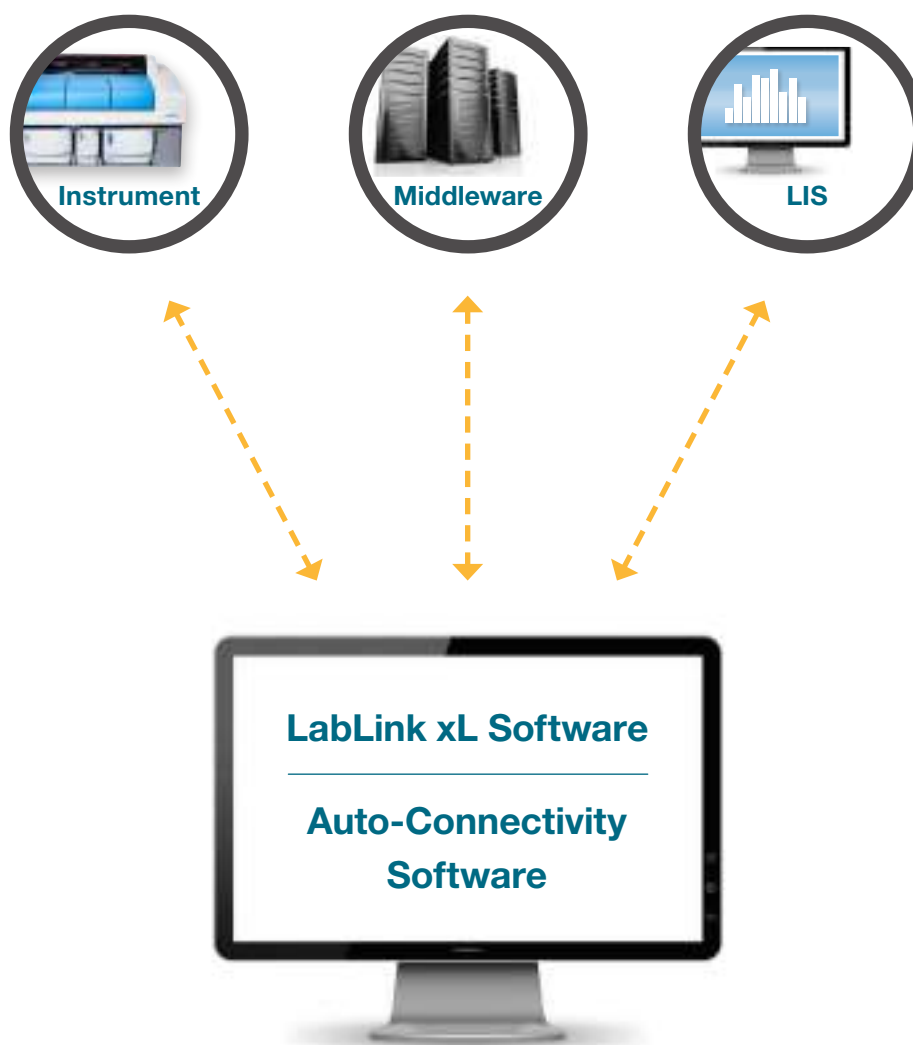 Instrument
Middleware
LIS
LabLink xL Software
Auto-Connectivity
Software